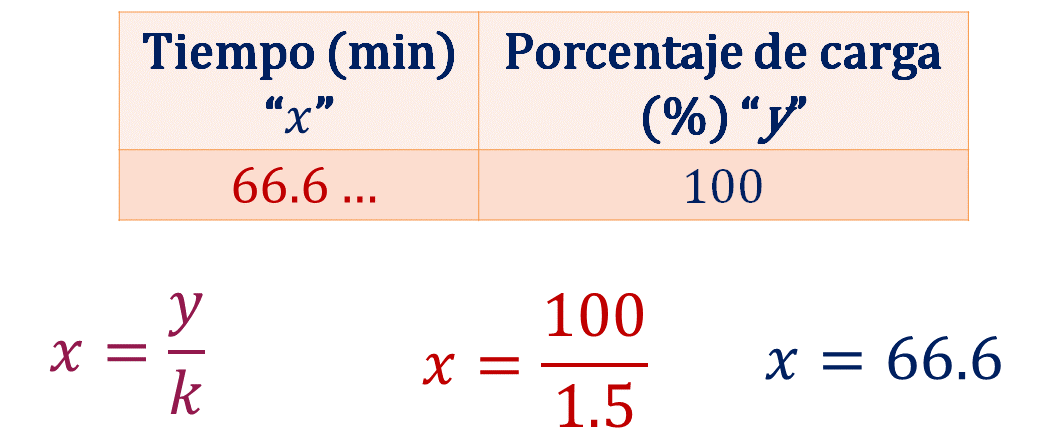 Tiempo (min) “x”
Porcentaje de carga (%) “y”
66.6 ...
100
x = y/k
x = 100/1.5
x = 66.6